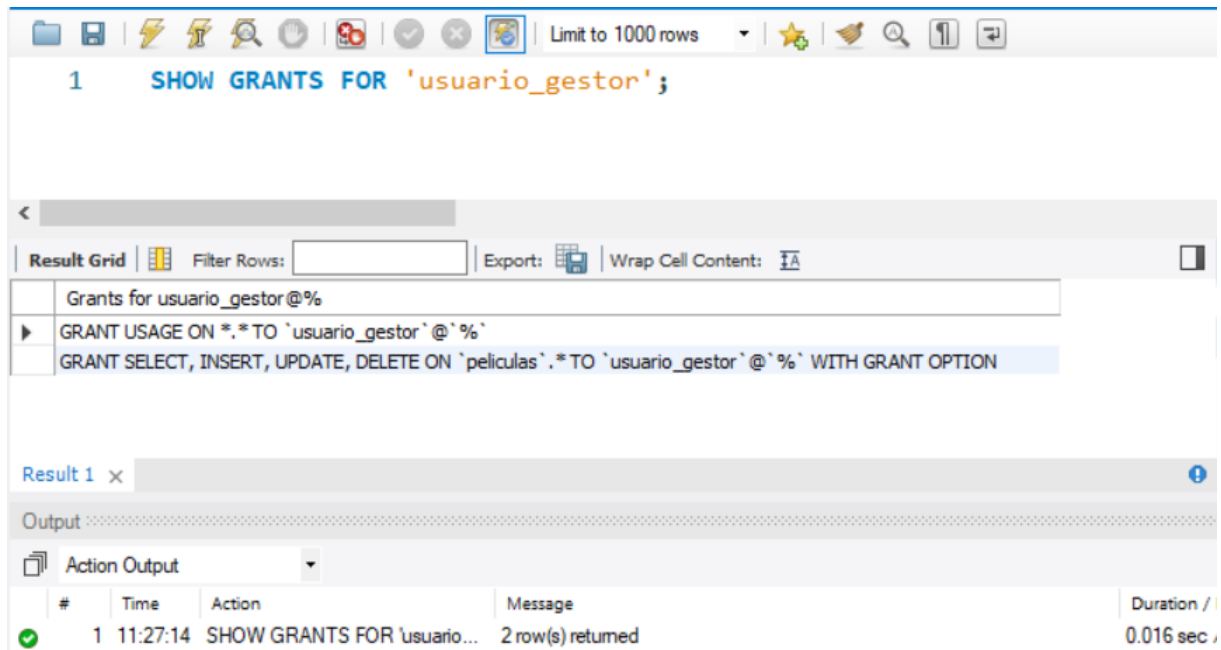 Limit to 1000 rows
1 SHOW GRANTS FOR 'usuario_gestor';
Result Grid Filter Rows: Export: Wrap Cell Content:
Grants for usuario_gestor@%
GRANT USAGE ON *.* TO `usuario_gestor`@`%`
GRANT SELECT, INSERT, UPDATE, DELETE ON `peliculas`.* TO `usuario_gestor`@`%` WITH GRANT OPTION
Result 1
Output
Action Output
# Time Action Message Duration /
1 11:27:14 SHOW GRANTS FOR 'usuario... 2 row(s) returned 0.016 sec /